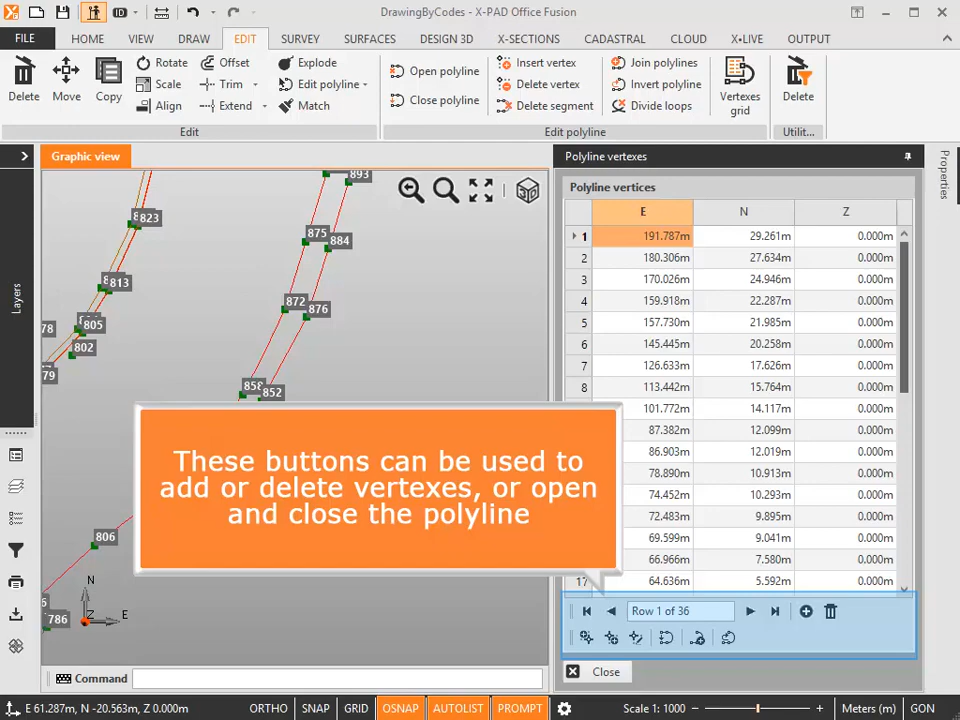 DrawingByCodes - X-PAD Office Fusion
FILE HOME VIEW DRAW EDIT SURVEY SURFACES DESIGN 3D X-SECTIONS CADASTRAL CLOUD X•LIVE OUTPUT
ID
Delete Move Copy
Rotate Offset Explode
Scale Trim Edit polyline
Align Extend Match
Edit
Open polyline Insert vertex Join polylines
Close polyline Delete vertex Invert polyline
Delete segment Divide loops
Vertexes grid
Edit polyline
Delete
Utilit...
Graphic view
Layers
Properties
893
823
875
884
813
872
876
78
805
802
79
858
852
806
786
N
Z
E
3D
These buttons can be used to
add or delete vertexes, or open
and close the polyline
Polyline vertexes
Polyline vertices
E N Z
1 191.787m 29.261m 0.000m
2 180.306m 27.634m 0.000m
3 170.026m 24.946m 0.000m
4 159.918m 22.287m 0.000m
5 157.730m 21.985m 0.000m
6 145.445m 20.258m 0.000m
7 126.633m 17.626m 0.000m
8 113.442m 15.764m 0.000m
101.772m 14.117m 0.000m
87.382m 12.099m 0.000m
86.903m 12.019m 0.000m
78.890m 10.913m 0.000m
74.452m 10.293m 0.000m
72.483m 9.895m 0.000m
69.599m 9.041m 0.000m
66.966m 7.580m 0.000m
17 64.636m 5.592m 0.000m
Row 1 of 36
Close
Command
E 61.287m, N -20.563m, Z 0.000m ORTHO SNAP GRID OSNAP AUTOLIST PROMPT Scale 1: 1000 Meters (m) GON